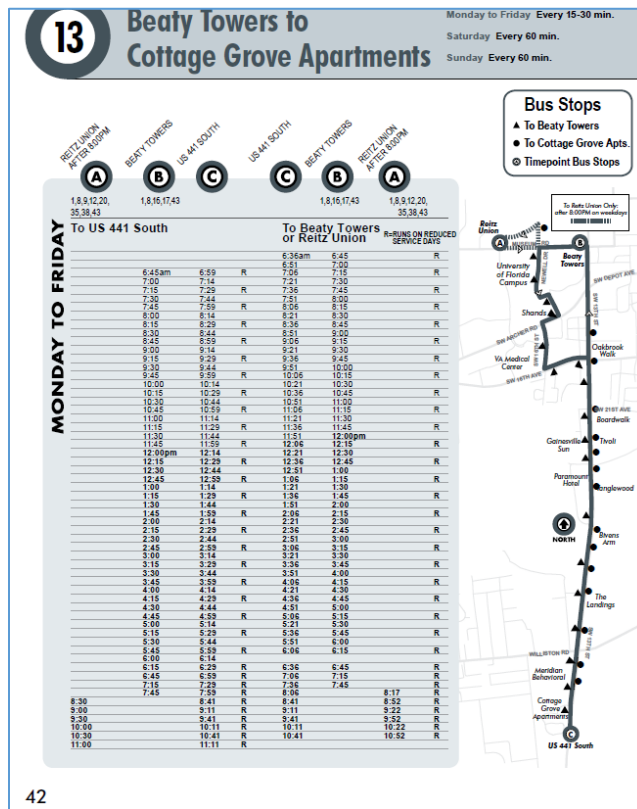 13
Beaty Towers to
Cottage Grove Apartments
Monday to Friday Every 15-30 min.
Saturday Every 60 min.
Sunday Every 60 min.
Bus Stops
To Beaty Towers
To Cottage Grove Apts.
Timepoint Bus Stops
REITZ UNION AFTER 8:00PM BEATY TOWERS US 441 SOUTH US 441 SOUTH BEATY TOWERS REITZ UNION AFTER 8:00PM
A B C C B A
1,8,9,12,20, 1,8,16,17,43 1,8,16,17,43 1,8,9,12,20,
35,38,43 35,38,43
MONDAY TO FRIDAY
To US 441 South To Beaty Towers R=RUNS ON REDUCED
or Reitz Union SERVICE DAYS
6:36am 6:45 R
6:51 7:00
6:45am 6:59 R 7:06 7:15 R
7:00 7:14 7:21 7:30
7:15 7:29 R 7:36 7:45 R
7:30 7:44 7:51 8:00
7:45 7:59 R 8:06 8:15 R
8:00 8:14 8:21 8:30
8:15 8:29 R 8:36 8:45 R
8:30 8:44 8:51 9:00
8:45 8:59 R 9:06 9:15 R
9:00 9:14 9:21 9:30
9:15 9:29 R 9:36 9:45 R
9:30 9:44 9:51 10:00
9:45 9:59 R 10:06 10:15 R
10:00 10:14 10:21 10:30
10:15 10:29 R 10:36 10:45 R
10:30 10:44 10:51 11:00
10:45 10:59 R 11:06 11:15 R
11:00 11:14 11:21 11:30
11:15 11:29 R 11:36 11:45 R
11:30 11:44 11:51 12:00pm
11:45 11:59 R 12:06 12:15 R
12:00pm 12:14 12:21 12:30
12:15 12:29 R 12:36 12:45 R
12:30 12:44 12:51 1:00
12:45 12:59 R 1:06 1:15 R
1:00 1:14 1:21 1:30
1:15 1:29 R 1:36 1:45 R
1:30 1:44 1:51 2:00
1:45 1:59 R 2:06 2:15 R
2:00 2:14 2:21 2:30
2:15 2:29 R 2:36 2:45 R
2:30 2:44 2:51 3:00
2:45 2:59 R 3:06 3:15 R
3:00 3:14 3:21 3:30
3:15 3:29 R 3:36 3:45 R
3:30 3:44 3:51 4:00
3:45 3:59 R 4:06 4:15 R
4:00 4:14 4:21 4:30
4:15 4:29 R 4:36 4:45 R
4:30 4:44 4:51 5:00
4:45 4:59 R 5:06 5:15 R
5:00 5:14 5:21 5:30
5:15 5:29 R 5:36 5:45 R
5:30 5:44 5:51 6:00
5:45 5:59 R 6:06 6:15 R
6:00 6:14
6:15 6:29 R 6:36 6:45 R
6:45 6:59 R 7:06 7:15 R
7:15 7:29 R 7:36 7:45 R
7:45 7:59 R 8:06 8:17 R
8:30 8:41 R 8:41 8:52 R
9:00 9:11 R 9:11 9:22 R
9:30 9:41 R 9:41 9:52 R
10:00 10:11 R 10:11 10:22 R
10:30 10:41 R 10:41 10:52 R
11:00 11:11 R
To Reitz Union Only:
after 8:00PM on weekdays
Reitz
Union
A
MUSEUM
B
Beaty
Towers
NEWELL RD
University
of Florida
Campus
SW DEPOT AVE
Shands
SW 13TH ST
SW ARCHER RD
Oakbrook
Walk
VA Medical
Center
SW 16TH ST
SW 16TH AVE
SW 21ST AVE
Boardwalk
Gainesville
Sun
Tivoli
Paramount
Hotel
Tanglewood
NORTH
Bivens
Arm
The
Landings
SW 13TH ST
WILLISTON RD
Meridian
Behavioral
Cottage
Grove
Apartments
C
US 441 South
42